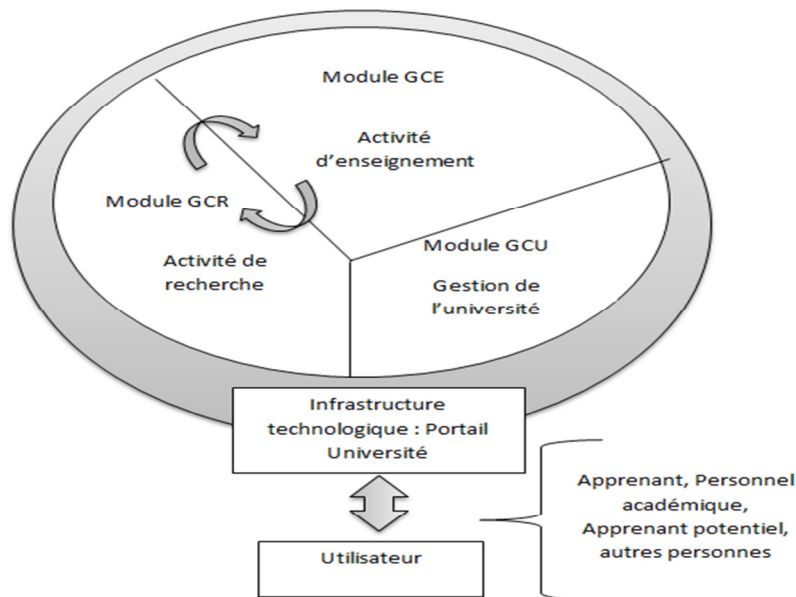 Module GCE
Activité
d'enseignement
Module GCR
Activité de
recherche
Module GCU
Gestion de
l'université
Infrastructure
technologique : Portail
Université
Utilisateur
Apprenant, Personnel
académique,
Apprenant potentiel,
autres personnes